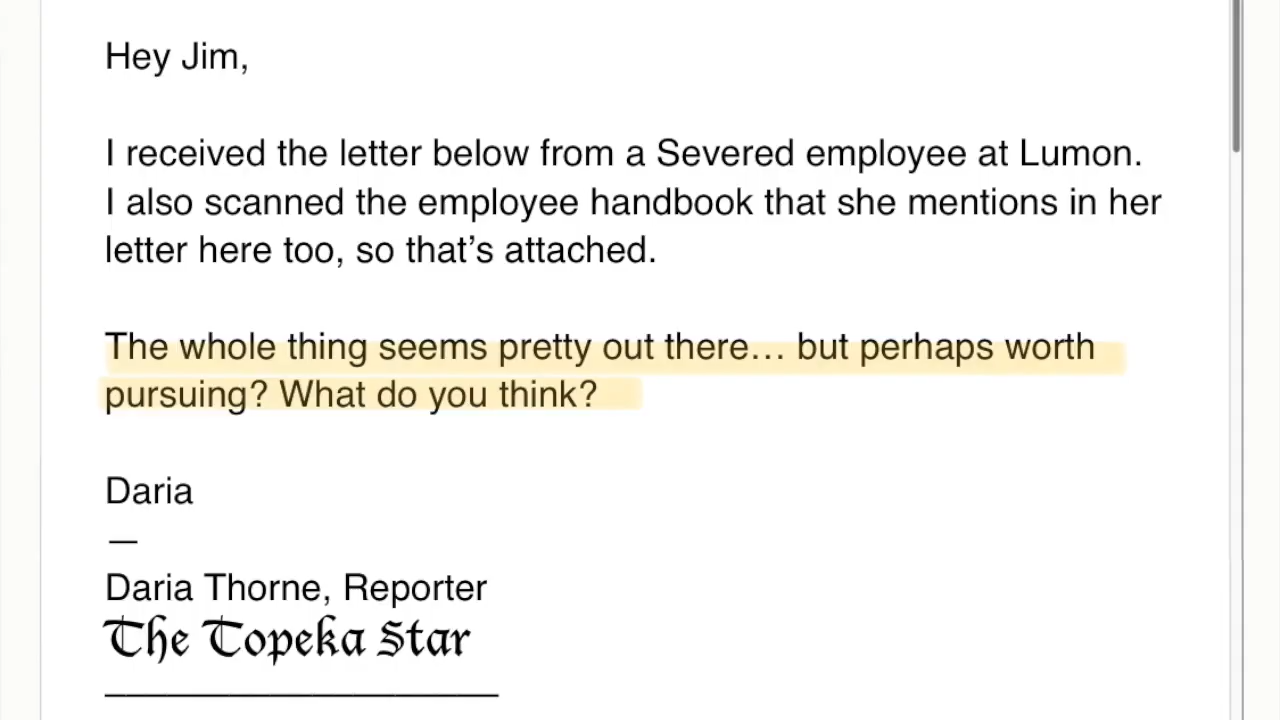 Hey Jim,
I received the letter below from a Severed employee at Lumon.
I also scanned the employee handbook that she mentions in her
letter here too, so that’s attached.
The whole thing seems pretty out there… but perhaps worth
pursuing? What do you think?
Daria
—
Daria Thorne, Reporter
The Topeka Star